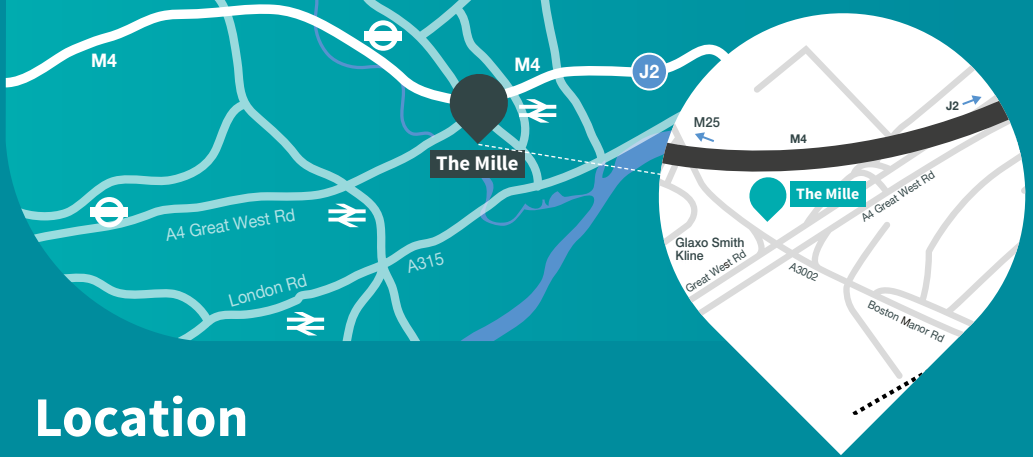 M4
M4
J2
The Mille
A4 Great West Rd
London Rd
A315
M25
M4
J2
The Mille
A4 Great West Rd
Glaxo Smith
Kline
Great West Rd
A3002
Boston Manor Rd
Location